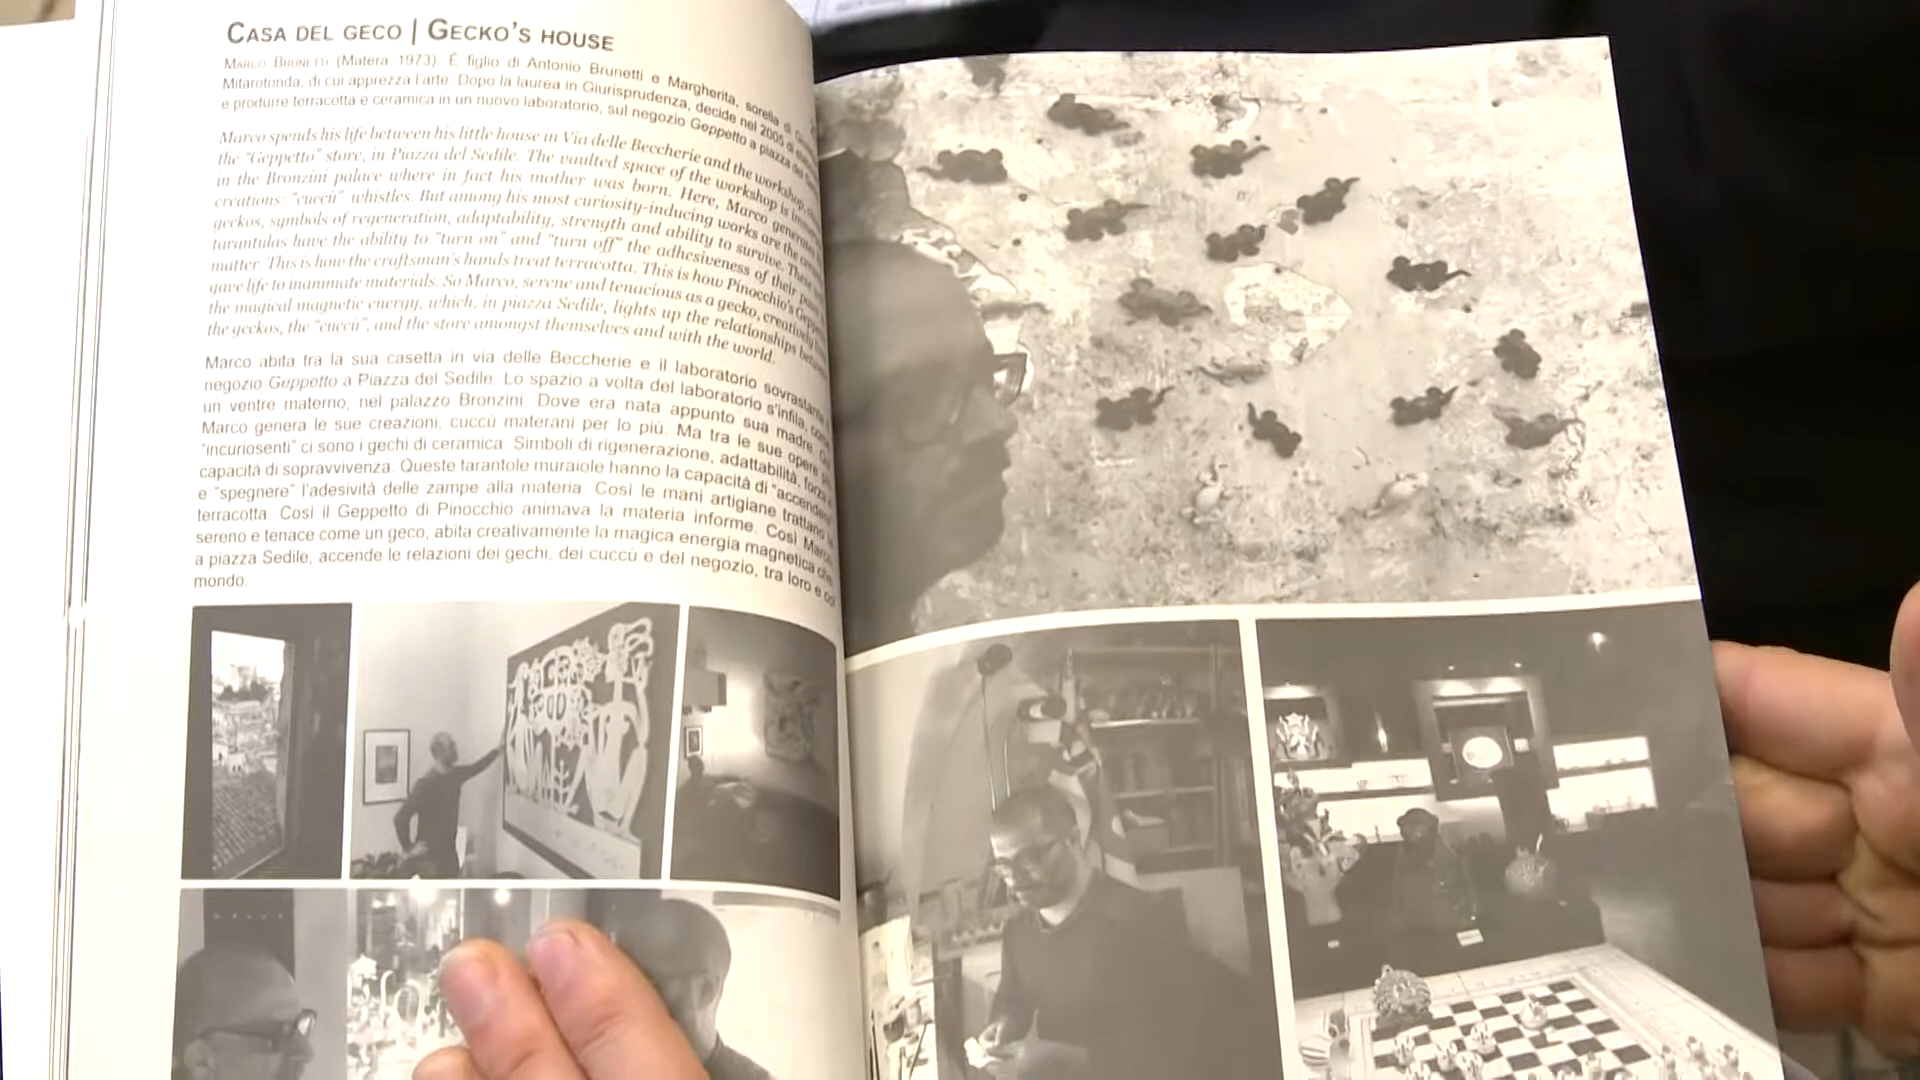 CASA DEL GECO | GECKO'S HOUSE
MARCO BRUNETTI (Matera 1973). È figlio di Antonio Brunetti e Margherita, sorella di
Mitarotonda, di cui apprezza l'arte. Dopo la laurea in Giurisprudenza, decide nel 2005 di
e produrre terracotta e ceramica in un nuovo laboratorio, sul negozio Geppetto a piazza del
Marco spends his life between his little house in Via delle Beccherie and the workshop,
the "Geppetto" store, in Piazza del Sedile. The vaulted space of the workshop is
in the Bronzini palace where in fact his mother was born. Here, Marco generates
creations: "cuccù" whistles. But among his most curiosity-inducing works are the
geckos, symbols of regeneration, adaptability, strength and ability to survive. These
tarantulas have the ability to "turn on" and "turn off" the adhesiveness of their
matter. This is how the craftsman's hands treat terracotta. This is how Pinocchio's Geppetto
gave life to inanimate materials. So Marco, serene and tenacious as a gecko, creatively
the magical magnetic energy, which, in piazza Sedile, lights up the relationships between
the geckos, the "cuccù", and the store amongst themselves and with the world.
Marco abita tra la sua casetta in via delle Beccherie e il laboratorio sovrastante
negozio Geppetto a Piazza del Sedile. Lo spazio a volta del laboratorio s'infila, come
un ventre materno, nel palazzo Bronzini. Dove era nata appunto sua madre.
Marco genera le sue creazioni, cuccù materani per lo più. Ma tra le sue opere più
"incuriosenti" ci sono i gechi di ceramica. Simboli di rigenerazione, adattabilità, forza
capacità di sopravvivenza. Queste tarantole muraiole hanno la capacità di "accendere"
e "spegnere" l'adesività delle zampe alla materia. Così le mani artigiane trattano la
terracotta. Così il Geppetto di Pinocchio animava la materia informe. Così Marco,
sereno e tenace come un geco, abita creativamente la magica energia magnetica che,
a piazza Sedile, accende le relazioni dei gechi, dei cuccù e del negozio, tra loro e col
mondo.